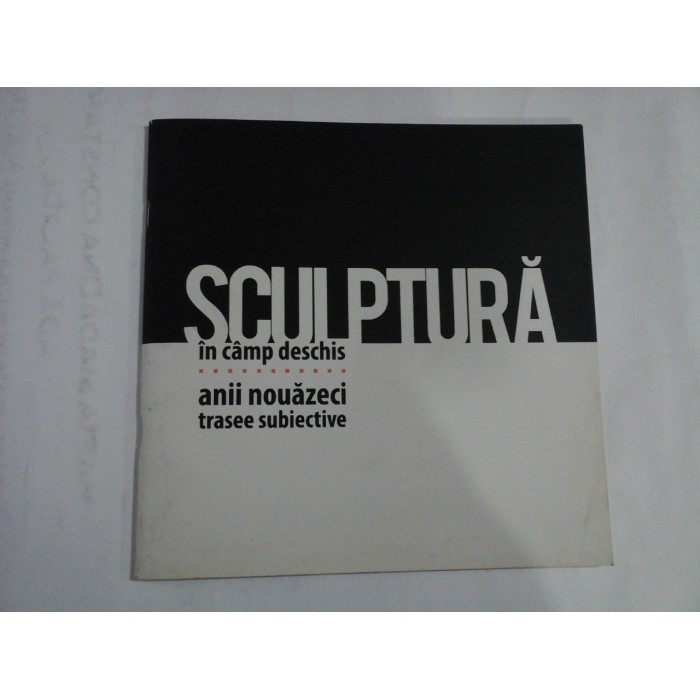 SCULPTURĂ
în câmp deschis
anii nouăzeci
trasee subiective